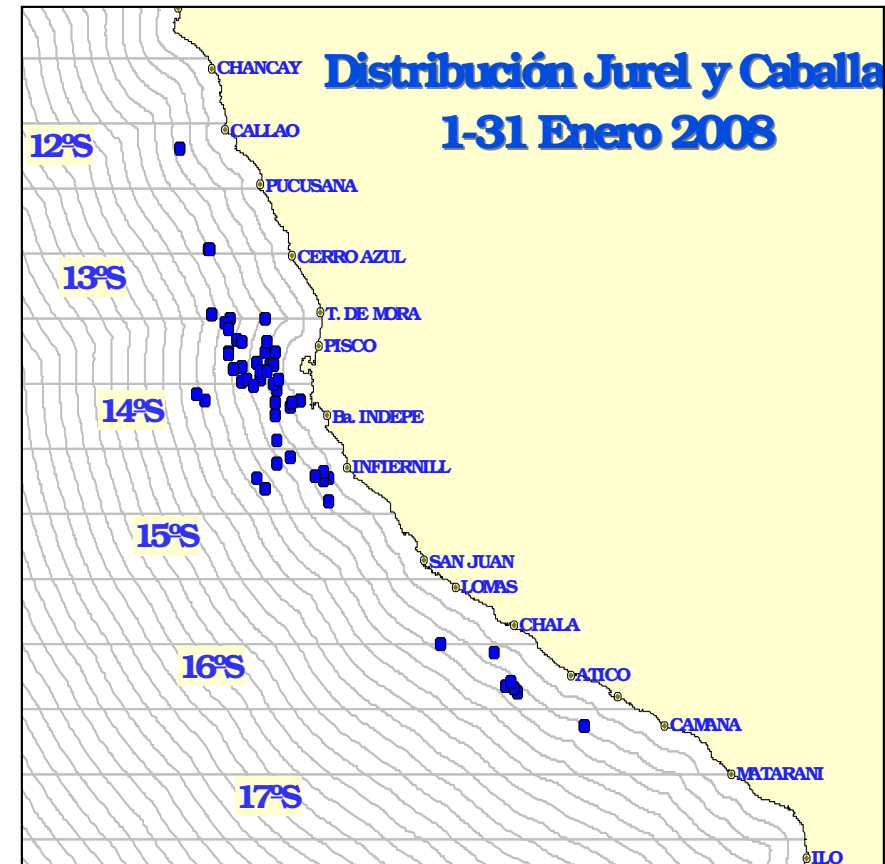 Distribución Jurel y Caballa
1-31 Enero 2008
CHANCAY
CALLAO
12ºS
PUCUSANA
CERRO AZUL
13ºS
T. DE MORA
PISCO
14ºS
Ba. INDEPE
INFIERNILL
15ºS
SAN JUAN
LOMAS
CHALA
16ºS
ATICO
CAMANA
MATARANI
17ºS
ILO